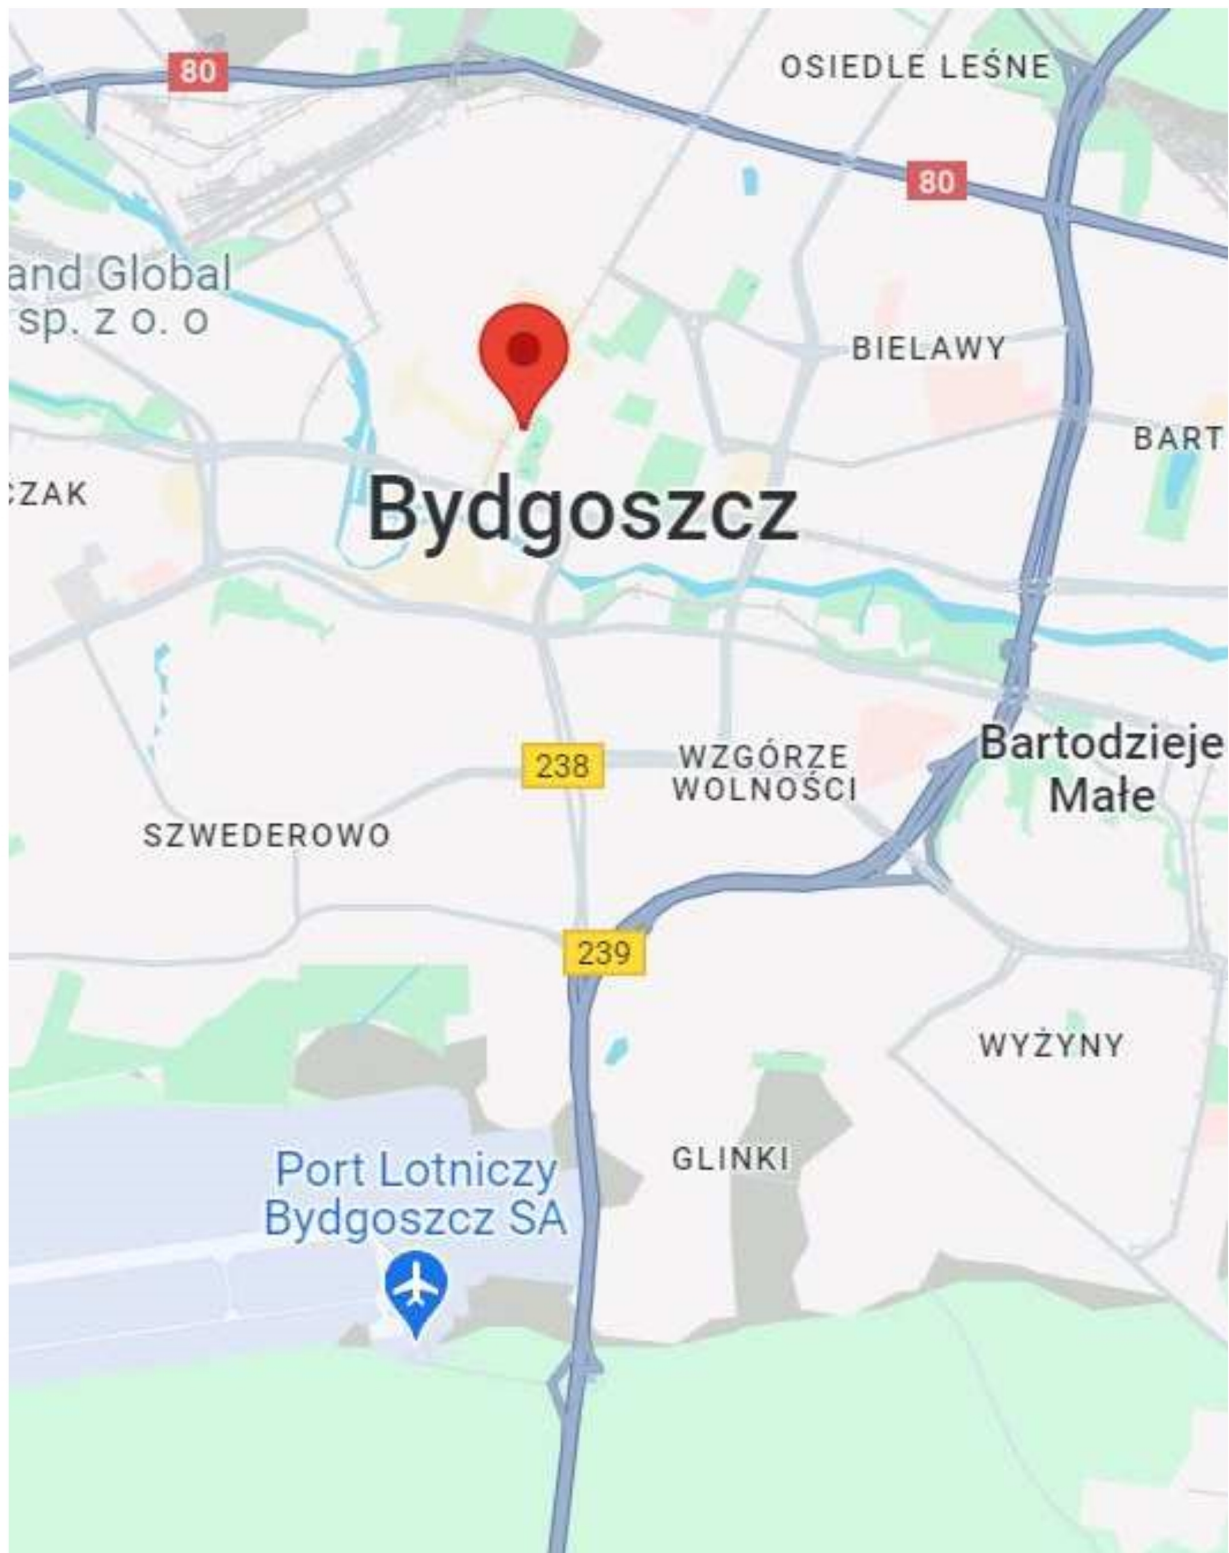 80
OSIEDLE LEŚNE
80
and Global
sp. z o. o
BIELAWY
BART
CZAK
Bydgoszcz
238
WZGÓRZE
WOLNOŚCI
Bartodzieje
Małe
SZWEDEROWO
239
WYŻYNY
GLINKI
Port Lotniczy
Bydgoszcz SA